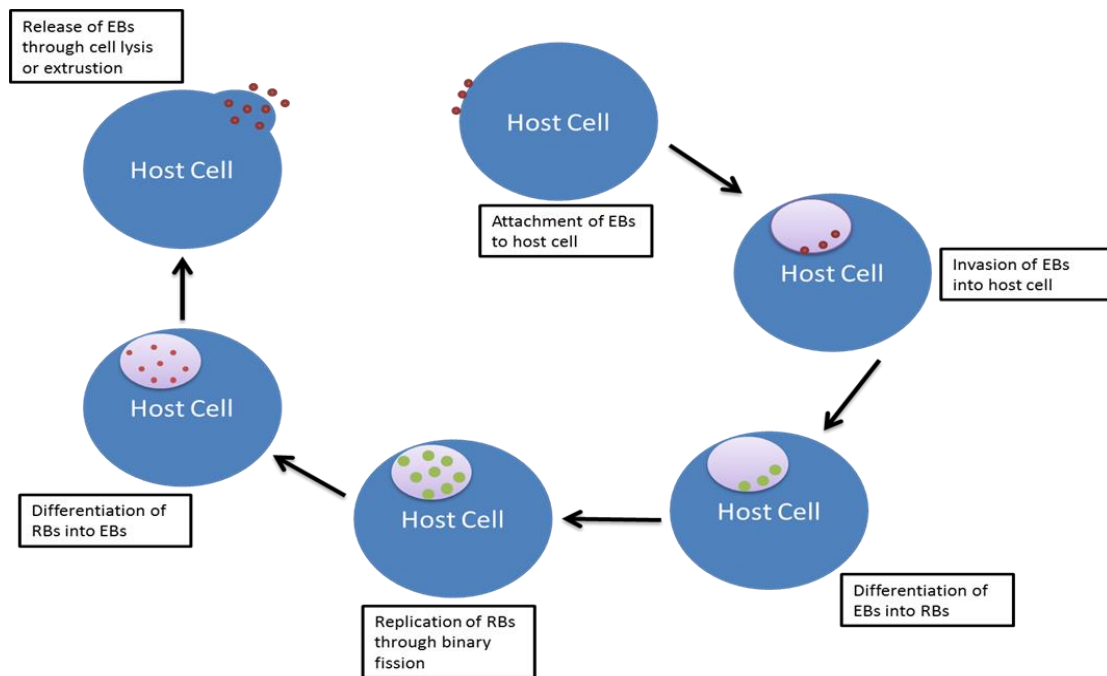 Release of EBs
through cell lysis
or extrustion
Host Cell
Host Cell
Attachment of EBs
to host cell
Host Cell
Invasion of EBs
into host cell
Host Cell
Differentiation of
EBs into RBs
Host Cell
Replication of RBs
through binary
fission
Host Cell
Differentiation of
RBs into EBs